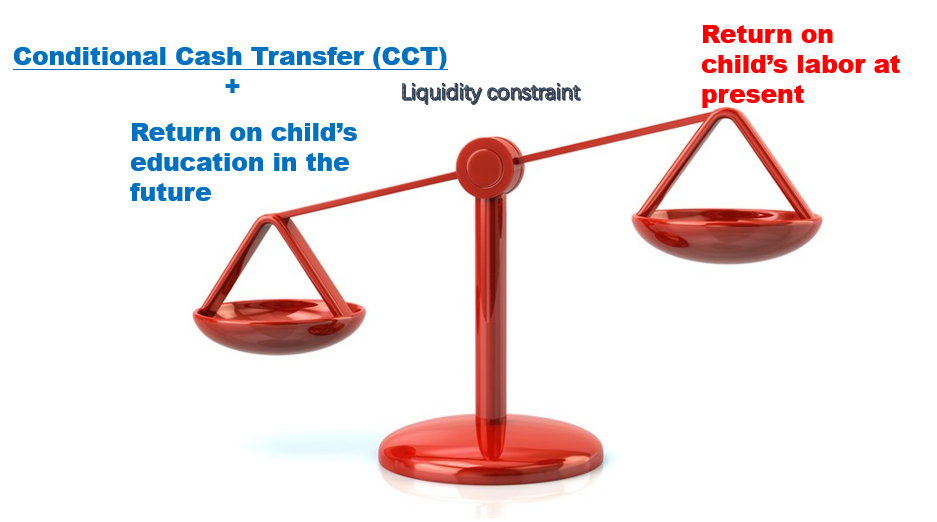 Conditional Cash Transfer (CCT)
+
Return on child's
education in the
future
Liquidity constraint
Return on
child's labor at
present